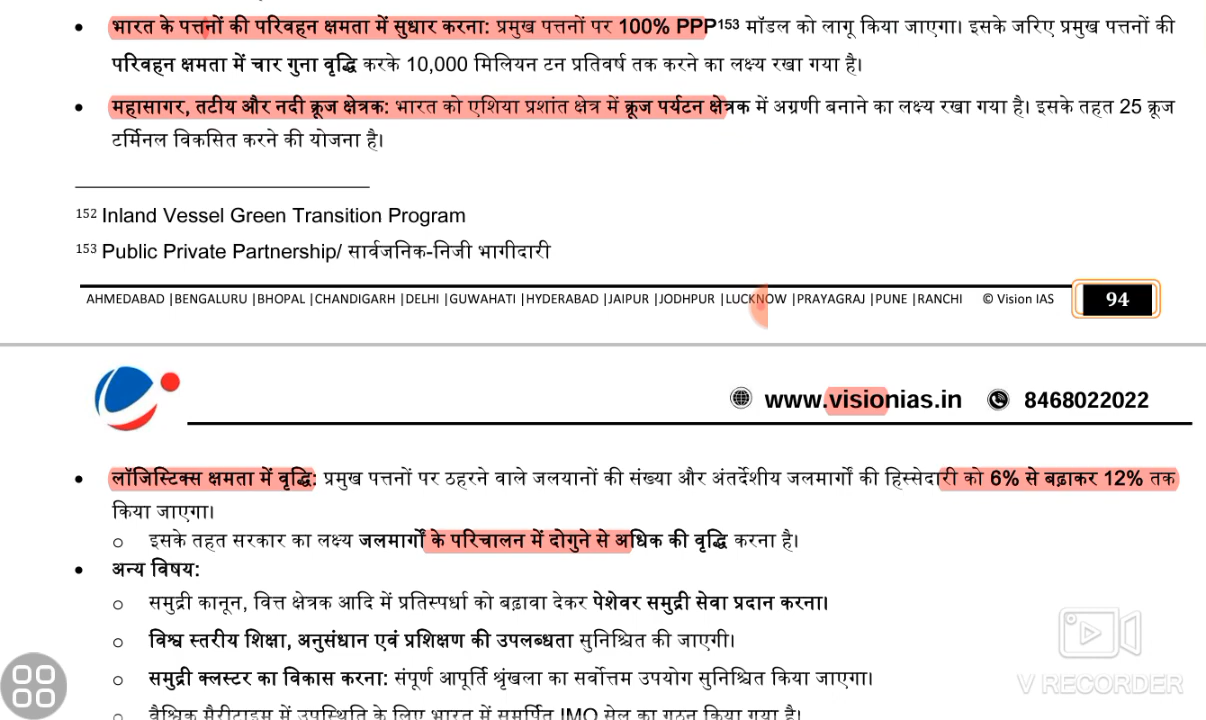 • भारत के पत्तनों की परिवहन क्षमता में सुधार करना: प्रमुख पत्तनों पर 100% PPP153 मॉडल को लागू किया जाएगा। इसके जरिए प्रमुख पत्तनों की
परिवहन क्षमता में चार गुना वृद्धि करके 10,000 मिलियन टन प्रतिवर्ष तक करने का लक्ष्य रखा गया है।
• महासागर, तटीय और नदी क्रूज क्षेत्रक: भारत को एशिया प्रशांत क्षेत्र में क्रूज पर्यटन क्षेत्रक में अग्रणी बनाने का लक्ष्य रखा गया है। इसके तहत 25 क्रूज
टर्मिनल विकसित करने की योजना है।
152 Inland Vessel Green Transition Program
153 Public Private Partnership/ सार्वजनिक-निजी भागीदारी
AHMEDABAD |BENGALURU |BHOPAL |CHANDIGARH |DELHI |GUWAHATI |HYDERABAD |JAIPUR |JODHPUR |LUCKNOW |PRAYAGRAJ |PUNE |RANCHI © Vision IAS 94
www.visionias.in 8468022022
• लॉजिस्टिक्स क्षमता में वृद्धि: प्रमुख पत्तनों पर ठहरने वाले जलयानों की संख्या और अंतर्देशीय जलमार्गों की हिस्सेदारी को 6% से बढ़ाकर 12% तक
किया जाएगा।
o इसके तहत सरकार का लक्ष्य जलमार्गों के परिचालन में दोगुने से अधिक की वृद्धि करना है।
• अन्य विषय:
o समुद्री कानून, वित्त क्षेत्रक आदि में प्रतिस्पर्धा को बढ़ावा देकर पेशेवर समुद्री सेवा प्रदान करना।
o विश्व स्तरीय शिक्षा, अनुसंधान एवं प्रशिक्षण की उपलब्धता सुनिश्चित की जाएगी।
o समुद्री क्लस्टर का विकास करना: संपूर्ण आपूर्ति श्रृंखला का सर्वोत्तम उपयोग सुनिश्चित किया जाएगा।
o वैश्विक मैरीटाइम में उपस्थिति के लिए भारत में समर्पित IMO सेल का गठन किया गया है।
V RECORDER